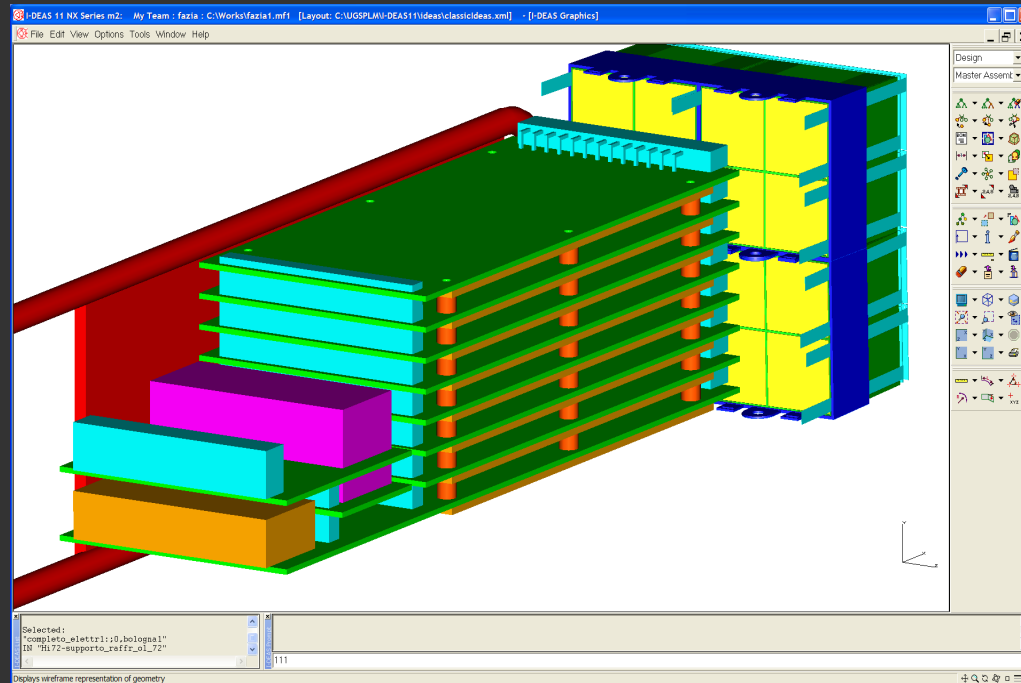 I-DEAS 11 NX Series m2: My Team : fazia : C:\Works\fazia1.mf1 [Layout: C:\UGSPLM\I-DEAS11\ideas\classicIdeas.xml] - [I-DEAS Graphics]
File Edit View Options Tools Window Help
Design
Master Assembl
Selected:
"completo_elettr1:;0,bologna1"
IN "Hi72-supporto_raffr_ol_72"
111
Displays wireframe representation of geometry